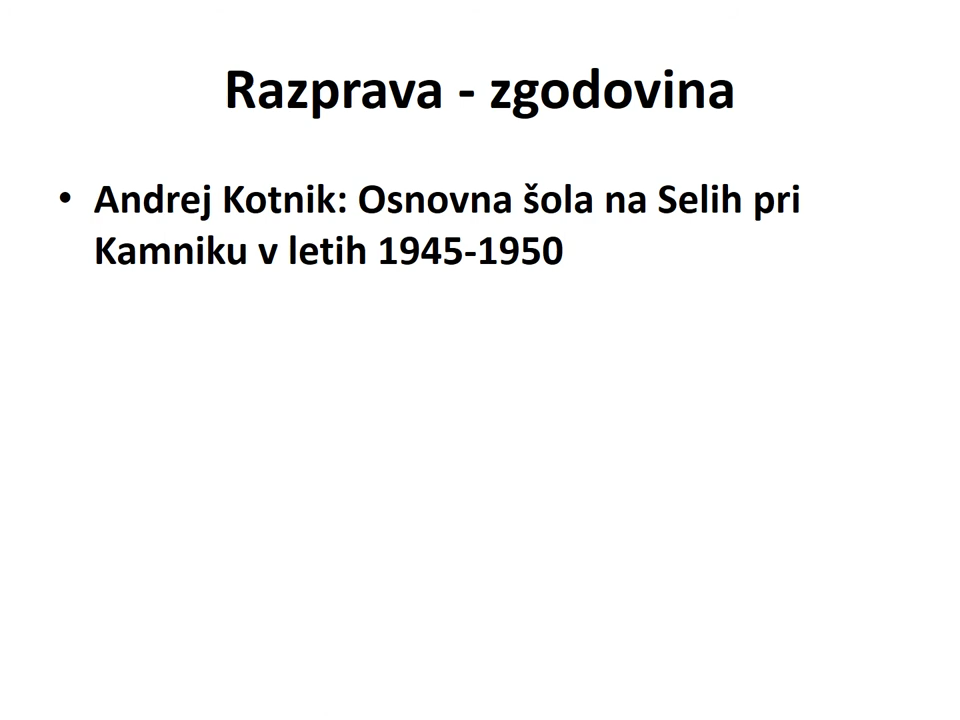 Razprava - zgodovina
• Andrej Kotnik: Osnovna šola na Selih pri
Kamniku v letih 1945-1950